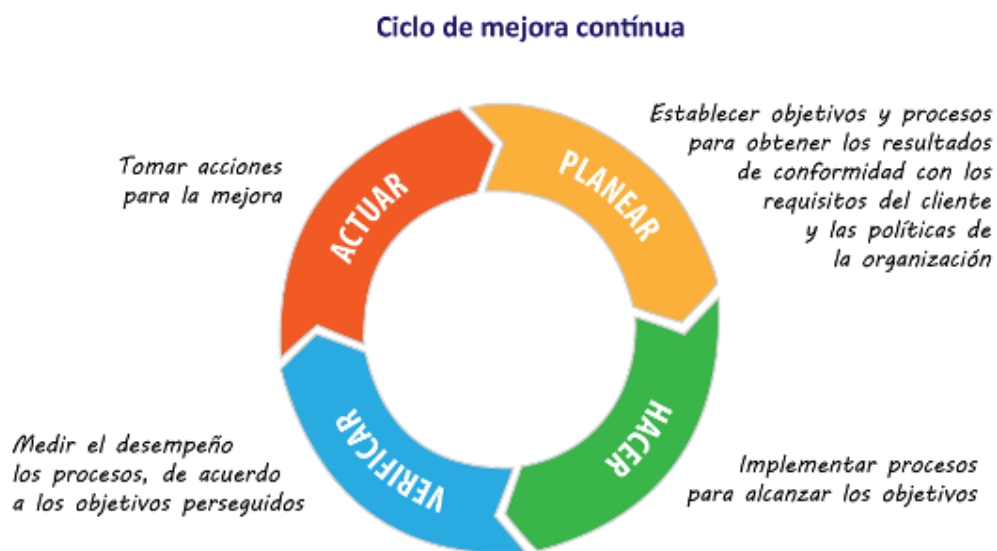 Ciclo de mejora contínua
PLANEAR
Establecer objetivos y procesos
para obtener los resultados
de conformidad con los
requisitos del cliente
y las políticas de
la organización
HACER
Implementar procesos
para alcanzar los objetivos
VERIFICAR
Medir el desempeño
los procesos, de acuerdo
a los objetivos perseguidos
ACTUAR
Tomar acciones
para la mejora